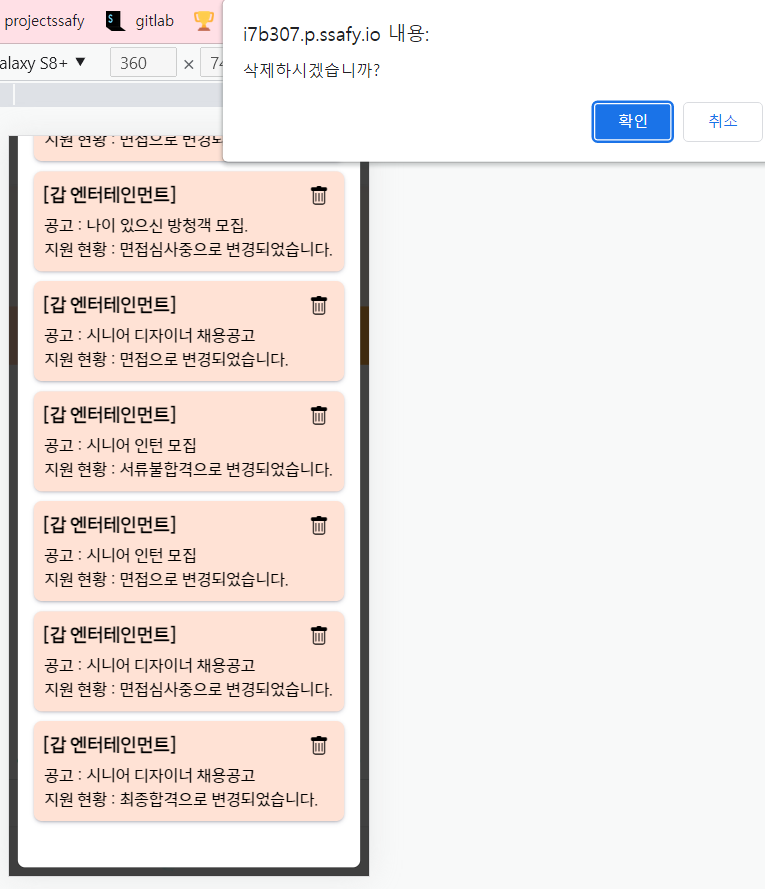 projectssafy
gitlab
i7b307.p.ssafy.io 내용:
삭제하시겠습니까?
확인
취소
alaxy S8+
360
×
지원 현황 : 면접으로
[갑 엔터테인먼트]
공고 : 나이 있으신 방청객 모집.
지원 현황 : 면접심사중으로 변경되었습니다.
[갑 엔터테인먼트]
공고 : 시니어 디자이너 채용공고
지원 현황 : 면접으로 변경되었습니다.
[갑 엔터테인먼트]
공고 : 시니어 인턴 모집
지원 현황 : 서류불합격으로 변경되었습니다.
[갑 엔터테인먼트]
공고 : 시니어 인턴 모집
지원 현황 : 면접으로 변경되었습니다.
[갑 엔터테인먼트]
공고 : 시니어 디자이너 채용공고
지원 현황 : 면접심사중으로 변경되었습니다.
[갑 엔터테인먼트]
공고 : 시니어 디자이너 채용공고
지원 현황 : 최종합격으로 변경되었습니다.